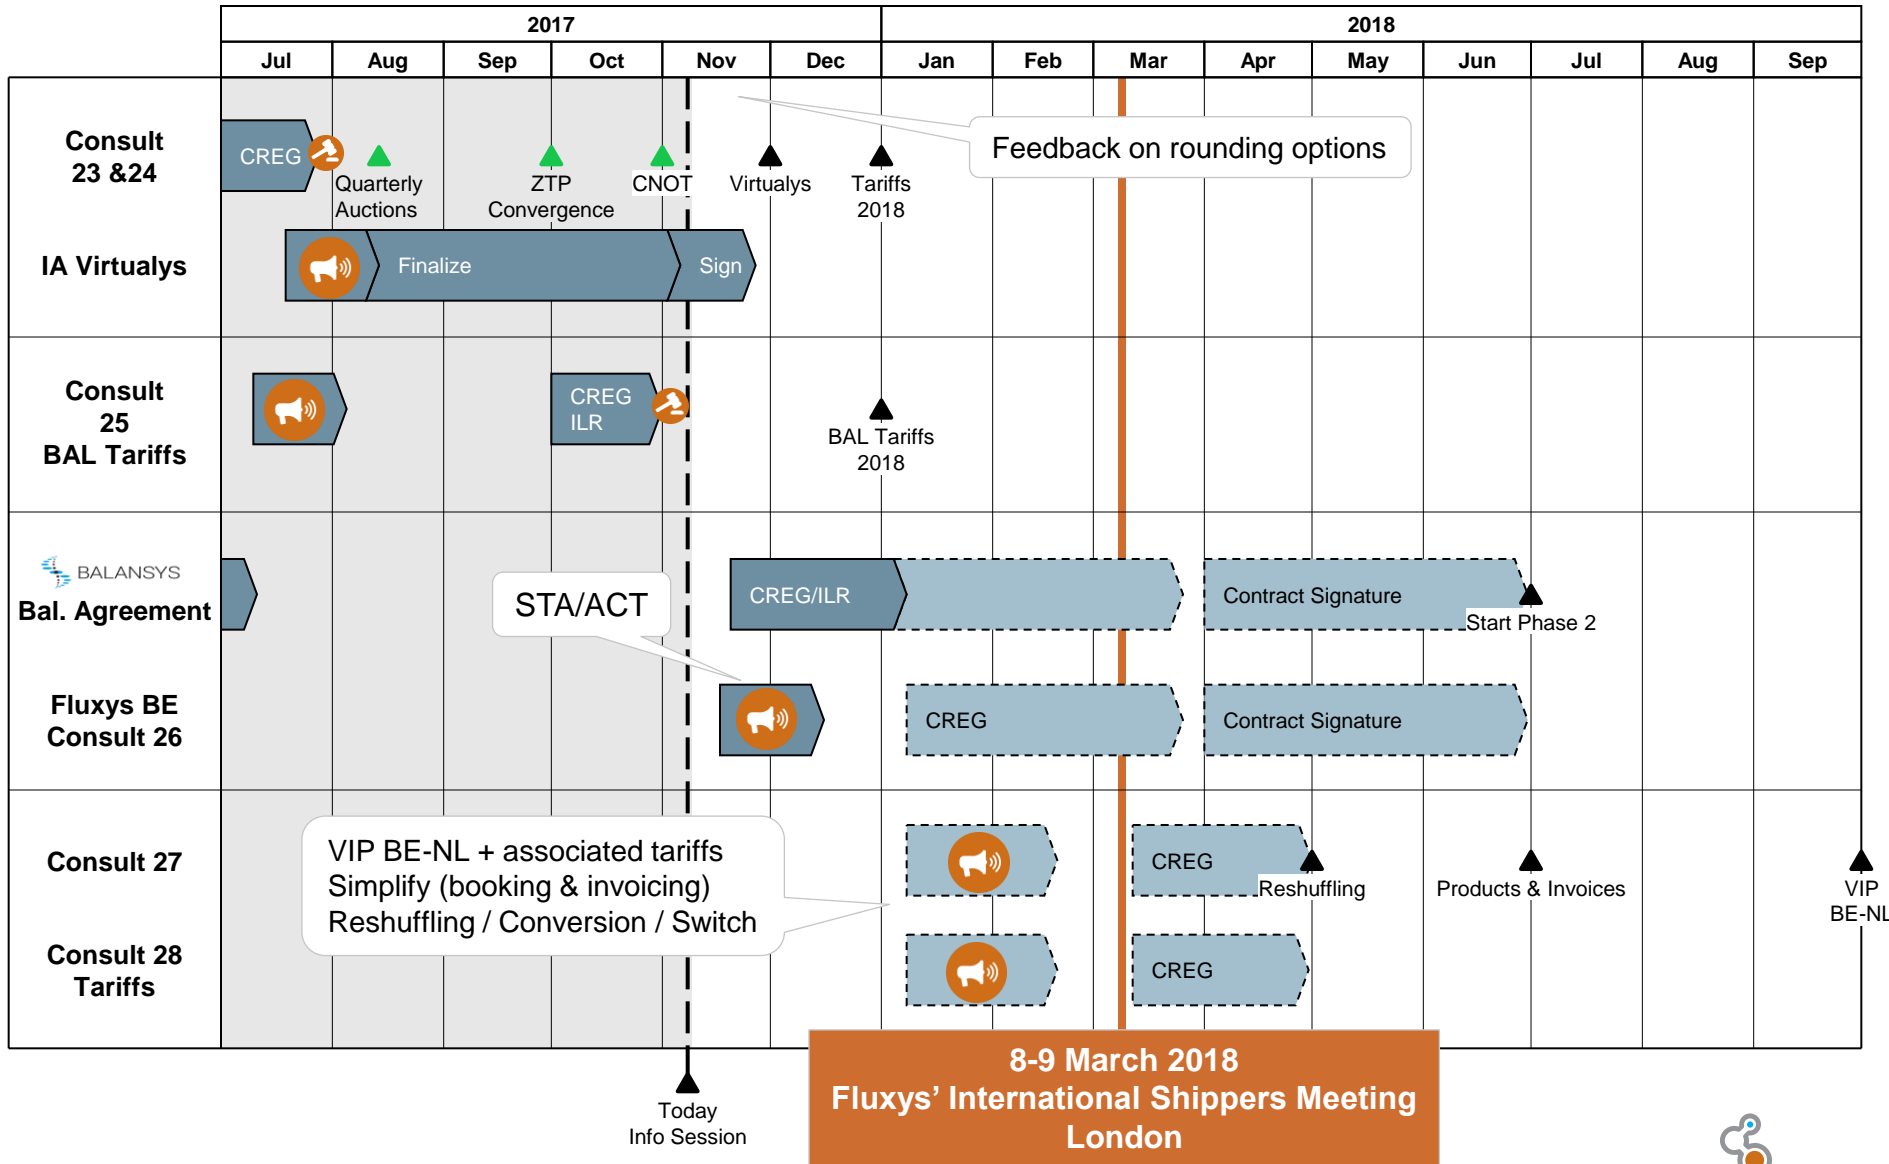 2017
2018
Jul
Aug
Sep
Oct
Nov
Dec
Jan
Feb
Mar
Apr
May
Jun
Jul
Aug
Sep
Consult
23 &24
CREG
Quarterly
Auctions
ZTP
Convergence
CNOT
Virtualys
Tariffs
2018
Feedback on rounding options
IA Virtualys
Finalize
Sign
Consult
25
BAL Tariffs
CREG
ILR
BAL Tariffs
2018
BALANSYS
Bal. Agreement
STA/ACT
CREG/ILR
Contract Signature
Start Phase 2
Fluxys BE
Consult 26
CREG
Contract Signature
Consult 27
VIP BE-NL + associated tariffs
Simplify (booking & invoicing)
Reshuffling / Conversion / Switch
CREG
Reshuffling
Products & Invoices
VIP
BE-NL
Consult 28
Tariffs
CREG
Today
Info Session
8-9 March 2018
Fluxys’ International Shippers Meeting
London